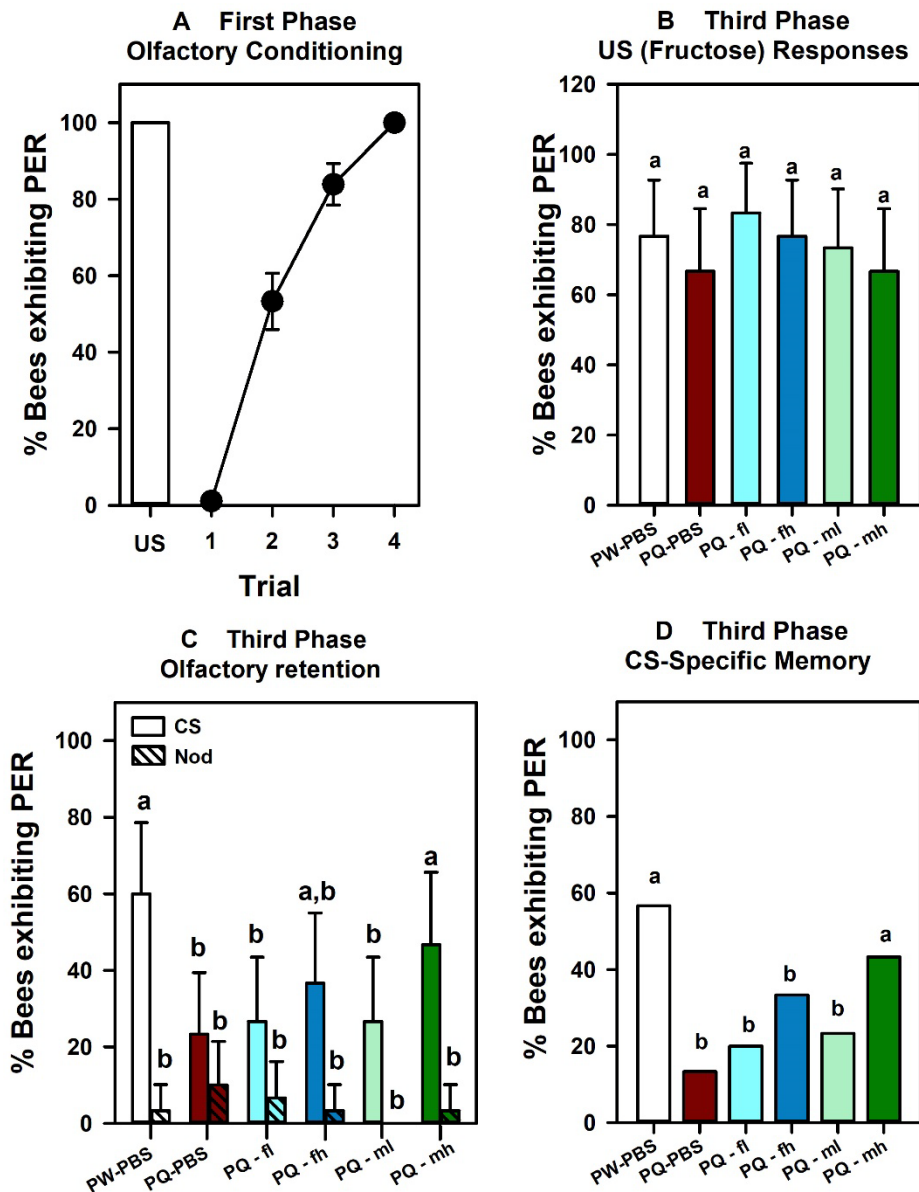 A First Phase
Olfactory Conditioning
% Bees exhibiting PER
100
80
60
40
20
0
US
1
2
3
4
Trial
B Third Phase
US (Fructose) Responses
% Bees exhibiting PER
120
100
80
60
40
20
0
a
a
a
a
a
a
PW-PBS
PQ-PBS
PQ - fl
PQ - fh
PQ - ml
PQ - mh
C Third Phase
Olfactory retention
% Bees exhibiting PER
100
80
60
40
20
0
CS
Nod
a
b
b
b
b
b
a,b
b
b
b
a
b
PW-PBS
PQ-PBS
PQ - fl
PQ - fh
PQ - ml
PQ - mh
D Third Phase
CS-Specific Memory
% Bees exhibiting PER
100
80
60
40
20
0
a
b
b
b
b
a
PW-PBS
PQ-PBS
PQ - fl
PQ - fh
PQ - ml
PQ - mh